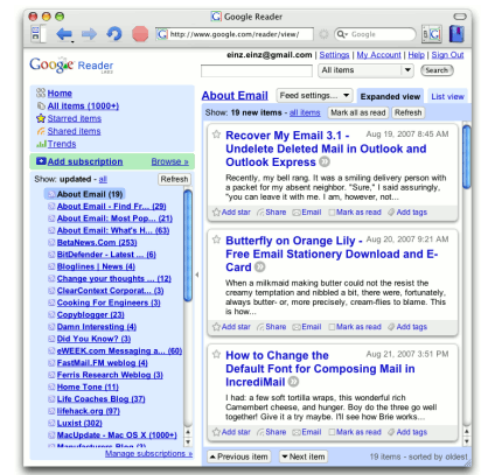 Google Reader
http://www.google.com/reader/view/
Google
einz.einz@gmail.com | Settings | My Account | Help | Sign Out
Google Reader
LABS
All items
Search
Home
All items (1000+)
Starred items
Shared items
Trends
Add subscription
Browse »
Show: updated - all
Refresh
About Email (19)
About Email - Find Fr... (29)
About Email: Most Pop... (21)
About Email: What's H... (63)
BetaNews.Com (253)
BitDefender - Latest ... (6)
Bloglines | News (4)
Change your thoughts ... (12)
ClearContext Corporat... (3)
Cooking For Engineers (3)
Copyblogger (23)
Damn Interesting (4)
Did You Know? (3)
eWEEK.com Messaging a... (60)
FastMail.FM weblog (4)
Ferris Research Weblog (3)
Home Tone (11)
Life Coaches Blog (37)
lifehack.org (97)
Luxist (302)
MacUpdate - Mac OS X (1000+)
Manage subscriptions »
About Email
Feed settings...
Expanded view
List view
Show: 19 new items - all items
Mark all as read
Refresh
Recover My Email 3.1 -
Aug 19, 2007 8:45 AM
Undelete Deleted Mail in Outlook and
Outlook Express
Recently, my bell rang. It was a smiling delivery person with
a packet for my absent neighbor. "Sure," I said assuringly,
"you can leave it with me. I am, however, not...
Add star Share Email Mark as read Add tags
Butterfly on Orange Lily -
Aug 20, 2007 9:21 AM
Free Email Stationery Download and E-
Card
When a milkmaid making butter could not the resist the
creamy temptation and nibbled a bit, there were, fortunately,
always butter- or, more precisely, cream-flies to blame. This
is how...
Add star Share Email Mark as read Add tags
How to Change the
Aug 21, 2007 3:51 PM
Default Font for Composing Mail in
IncrediMail
I had: a few soft tortilla wraps, this wonderful rich
Camembert cheese, and hunger. Boy do the three go well
together! Give it a try maybe. I'll see how Brie works...
Add star Share Email Mark as read Add tags
Previous item
Next item
19 items - sorted by oldest